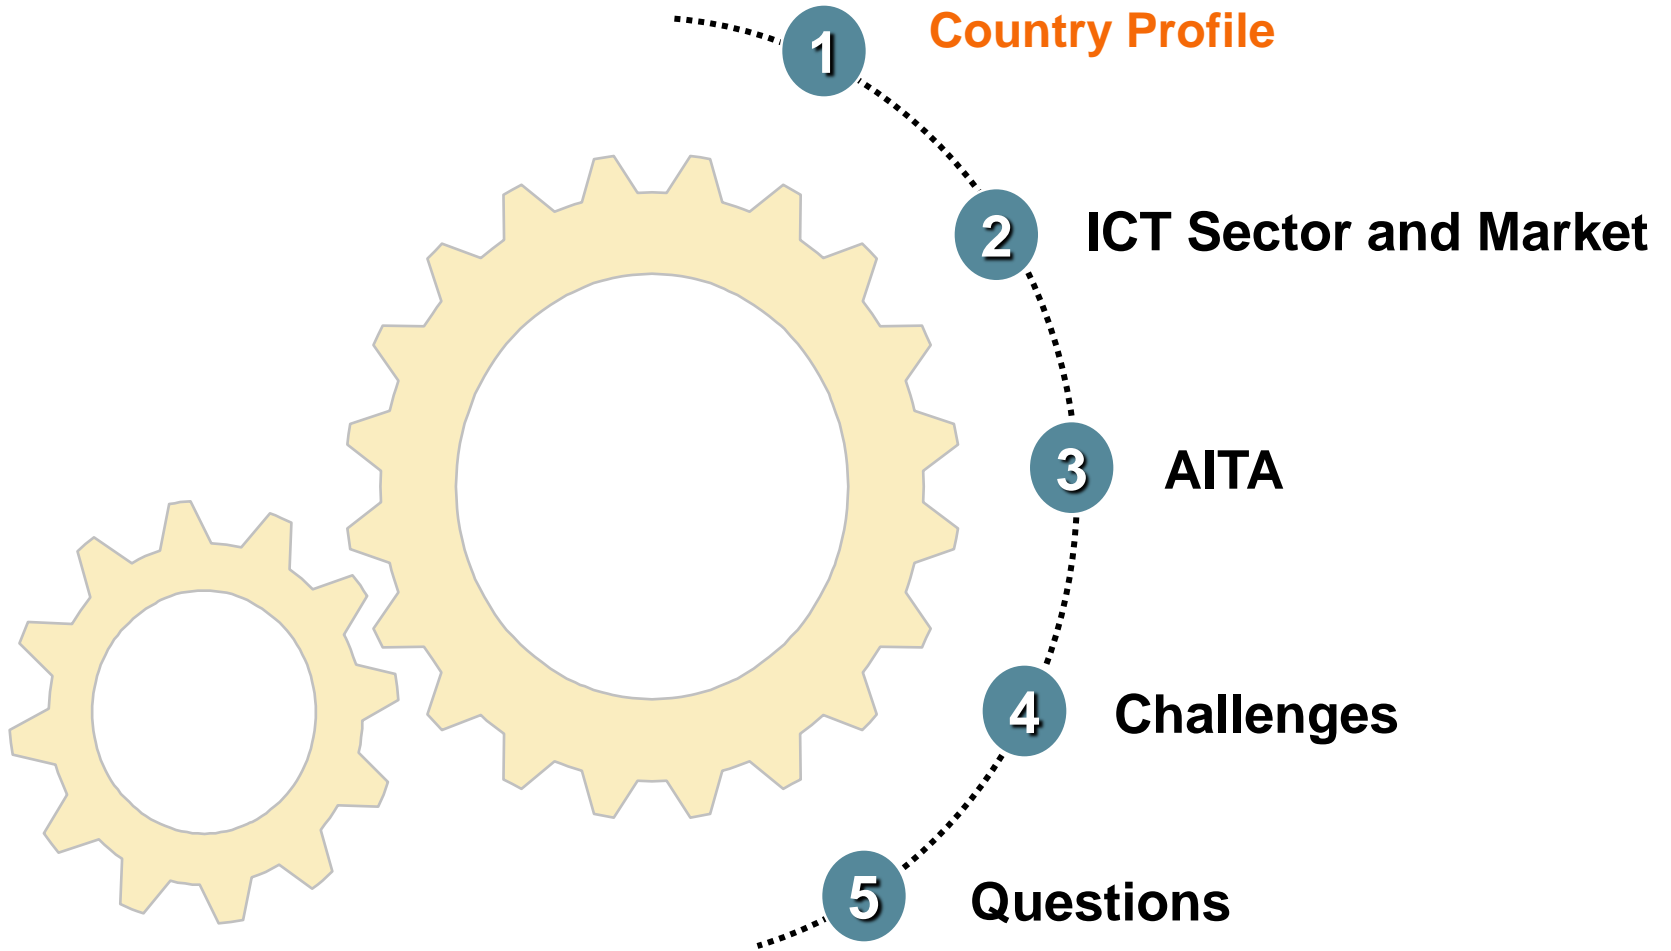 1 Country Profile
2 ICT Sector and Market
3 AITA
4 Challenges
5 Questions